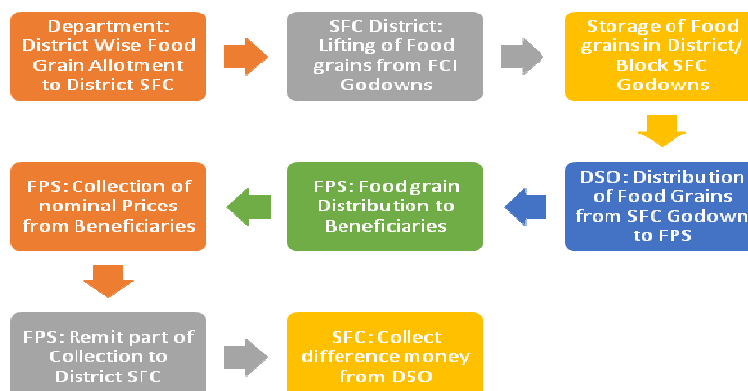 Department:
District Wise Food
Grain Allotment
to District SFC
SFC District:
Lifting of Food
grains from FCI
Godowns
Storage of Food
grains in District/
Block SFC
Godowns
DSO: Distribution
of Food Grains
from SFC Godown
to FPS
FPS: Foodgrain
Distribution to
Beneficiaries
FPS: Collection of
nominal Prices
from Beneficiaries
FPS: Remit part of
Collection to
District SFC
SFC: Collect
difference money
from DSO